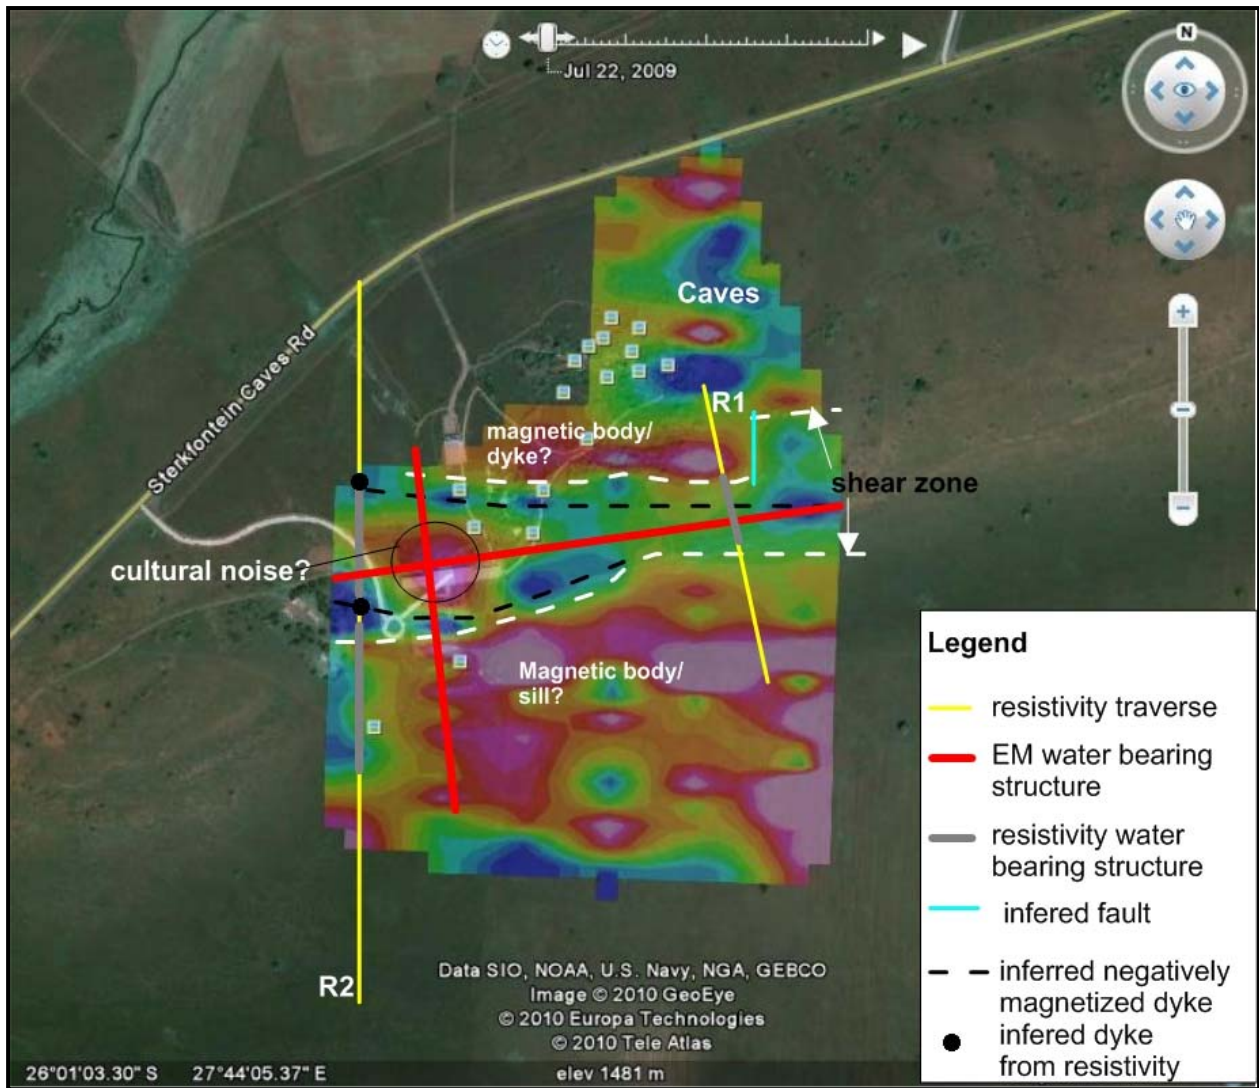 Jul 22, 2009
N
Sterkfontein Caves Rd
Caves
R1
magnetic body/
dyke?
shear zone
cultural noise?
Magnetic body/
sill?
R2
Legend
resistivity traverse
EM water bearing
structure
resistivity water
bearing structure
infered fault
inferred negatively
magnetized dyke
infered dyke
from resistivity
Data SIO, NOAA, U.S. Navy, NGA, GEBCO
Image © 2010 GeoEye
© 2010 Europa Technologies
© 2010 Tele Atlas
26°01'03.30" S 27°44'05.37" E elev 1481 m